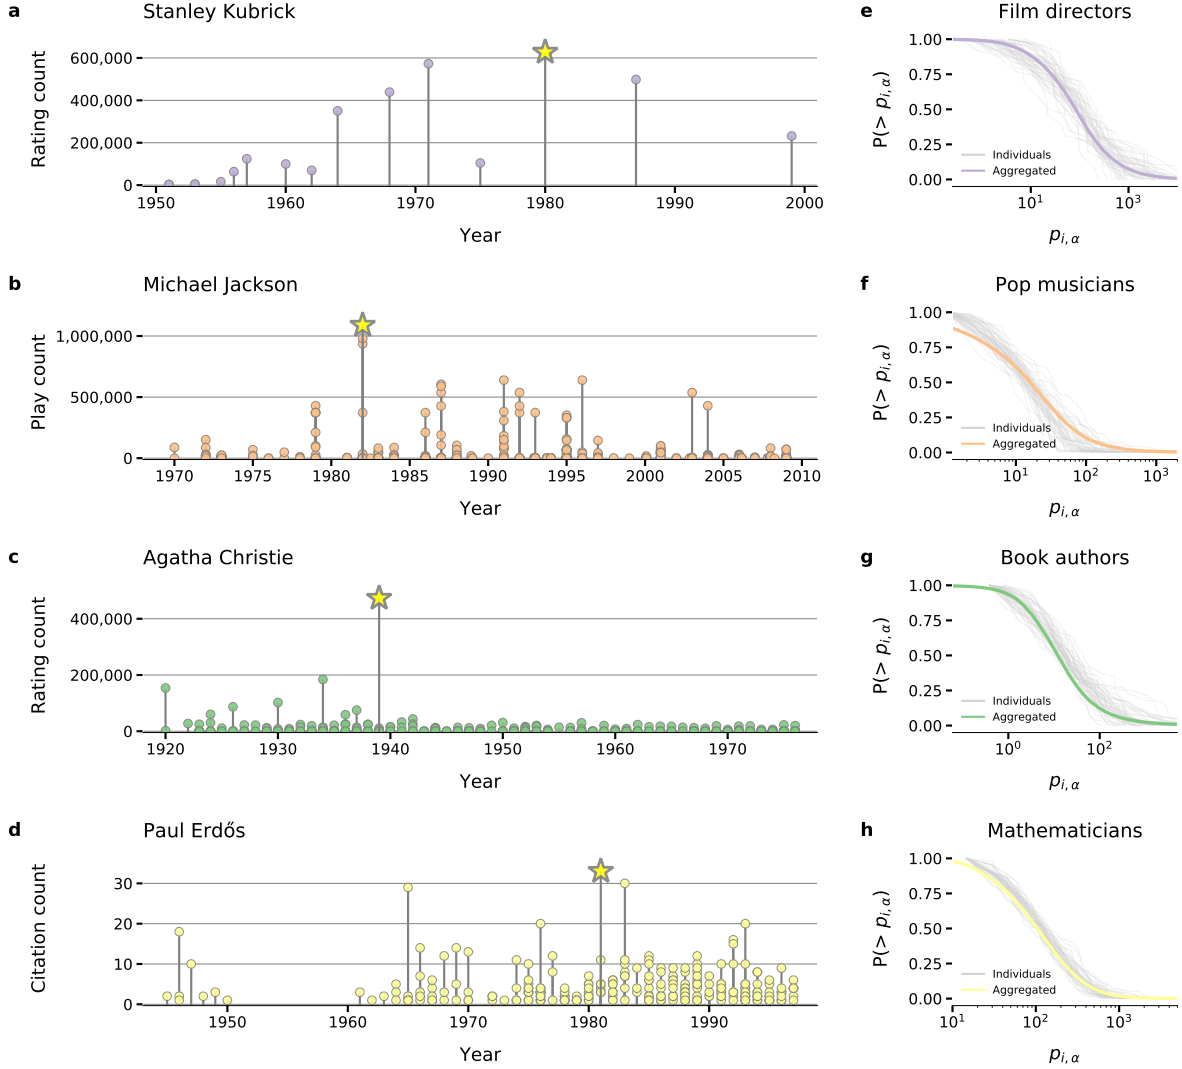 a
Stanley Kubrick
Rating count
600,000
400,000
200,000
0
1950 1960 1970 1980 1990 2000
Year
e
Film directors
P(> p_{i,α})
1.00
0.75
0.50
0.25
0.00
Individuals
Aggregated
10^1 10^3
p_{i,α}
b
Michael Jackson
Play count
1,000,000
500,000
0
1970 1975 1980 1985 1990 1995 2000 2005 2010
Year
f
Pop musicians
P(> p_{i,α})
1.00
0.75
0.50
0.25
0.00
Individuals
Aggregated
10^1 10^2 10^3
p_{i,α}
c
Agatha Christie
Rating count
400,000
200,000
0
1920 1930 1940 1950 1960 1970
Year
g
Book authors
P(> p_{i,α})
1.00
0.75
0.50
0.25
0.00
Individuals
Aggregated
10^0 10^2
p_{i,α}
d
Paul Erdős
Citation count
30
20
10
0
1950 1960 1970 1980 1990
Year
h
Mathematicians
P(> p_{i,α})
1.00
0.75
0.50
0.25
0.00
Individuals
Aggregated
10^1 10^2 10^3
p_{i,α}